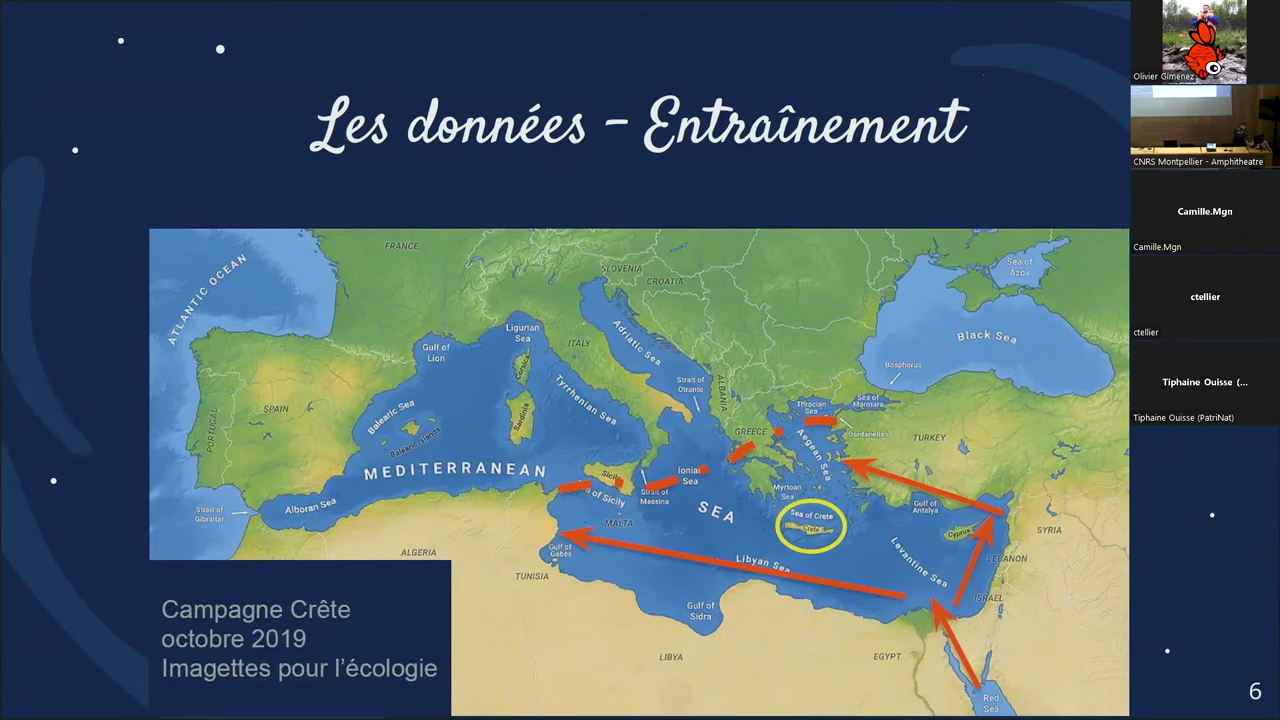 Les données – Entraînement
ATLANTIC OCEAN
FRANCE
SLOVENIA
CROATIA
Sea of
Azov
Black Sea
Bosphorus
Ligurian
Sea
Gulf of
Lion
Corsica
ITALY
Adriatic Sea
Strait of
Otranto
ALBANIA
Thracian
Sea
Sea of
Marmara
Dardanelles
PORTUGAL
SPAIN
Balearic Sea
Balearic Islands
Sardinia
Tyrrhenian Sea
GREECE
Aegean Sea
TURKEY
MEDITERRANEAN
SEA
Ionian
Sea
Strait of
Messina
of Sicily
MALTA
Myrtoan
Sea
Sea of Crete
Crete
Gulf of
Antalya
Cyprus
SYRIA
LEBANON
Levantine Sea
ISRAEL
Strait of
Gibraltar
Alboran Sea
ALGERIA
Gulf of
Gabès
TUNISIA
Libyan Sea
Gulf of
Sidra
LIBYA
EGYPT
Red
Sea
Campagne Crête
octobre 2019
Imagettes pour l'écologie
6
Olivier Gimenez
CNRS Montpellier - Amphitheatre
Camille.Mgn
Camille.Mgn
ctellier
ctellier
Tiphaine Ouisse (...
Tiphaine Ouisse (PatriNat)